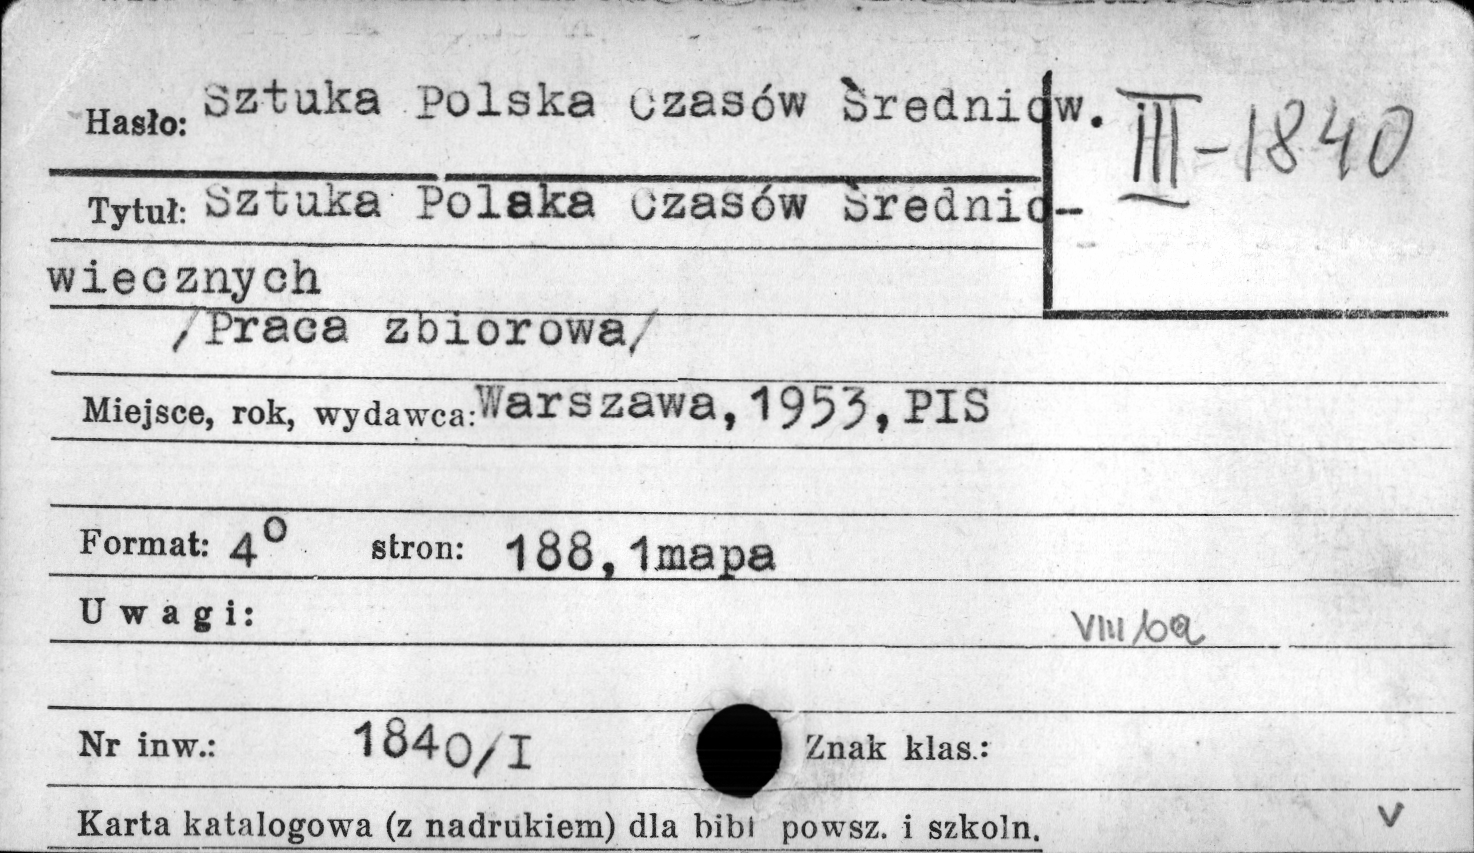 Hasło: Sztuka Polska Czasów Średniow. III-1840
Tytuł: Sztuka Polska Czasów Średnio-
wiecznych
/Praca zbiorowa/
Miejsce, rok, wydawca: Warszawa, 1953, PIS
Format: 4° stron: 188, 1mapa
Uwagi:
VIII/6a
Nr inw.: 1840/I Znak klas.:
Karta katalogowa (z nadrukiem) dla bibl powsz. i szkoln. v